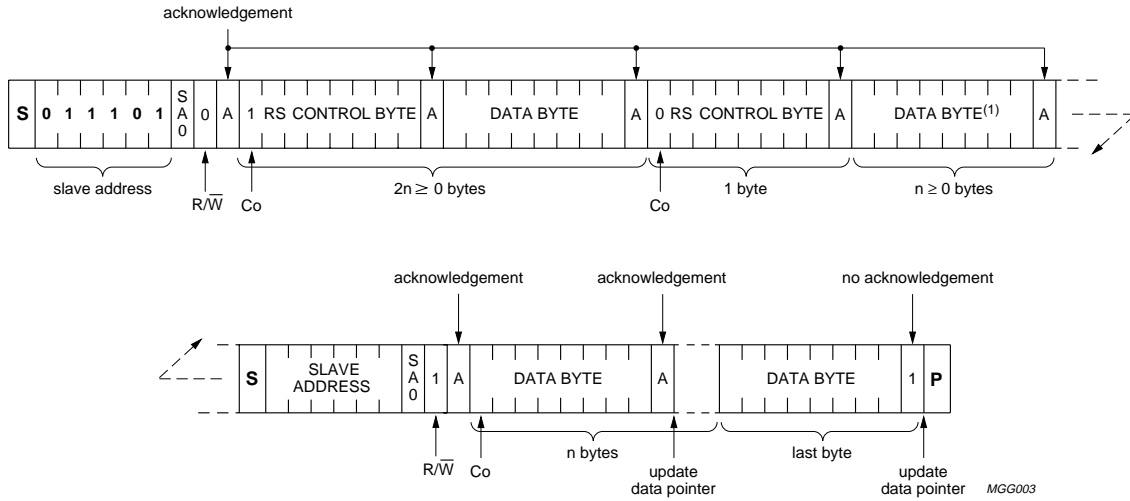 acknowledgement
S 0 1 1 1 0 1 SA0 0 A 1 RS CONTROL BYTE A DATA BYTE A 0 RS CONTROL BYTE A DATA BYTE(1) A
slave address
2n ≥ 0 bytes
1 byte
n ≥ 0 bytes
R/W̅ Co Co
acknowledgement acknowledgement no acknowledgement
S SLAVE ADDRESS SA0 1 A DATA BYTE A DATA BYTE 1 P
n bytes last byte
R/W̅ Co update data pointer update data pointer
MGG003